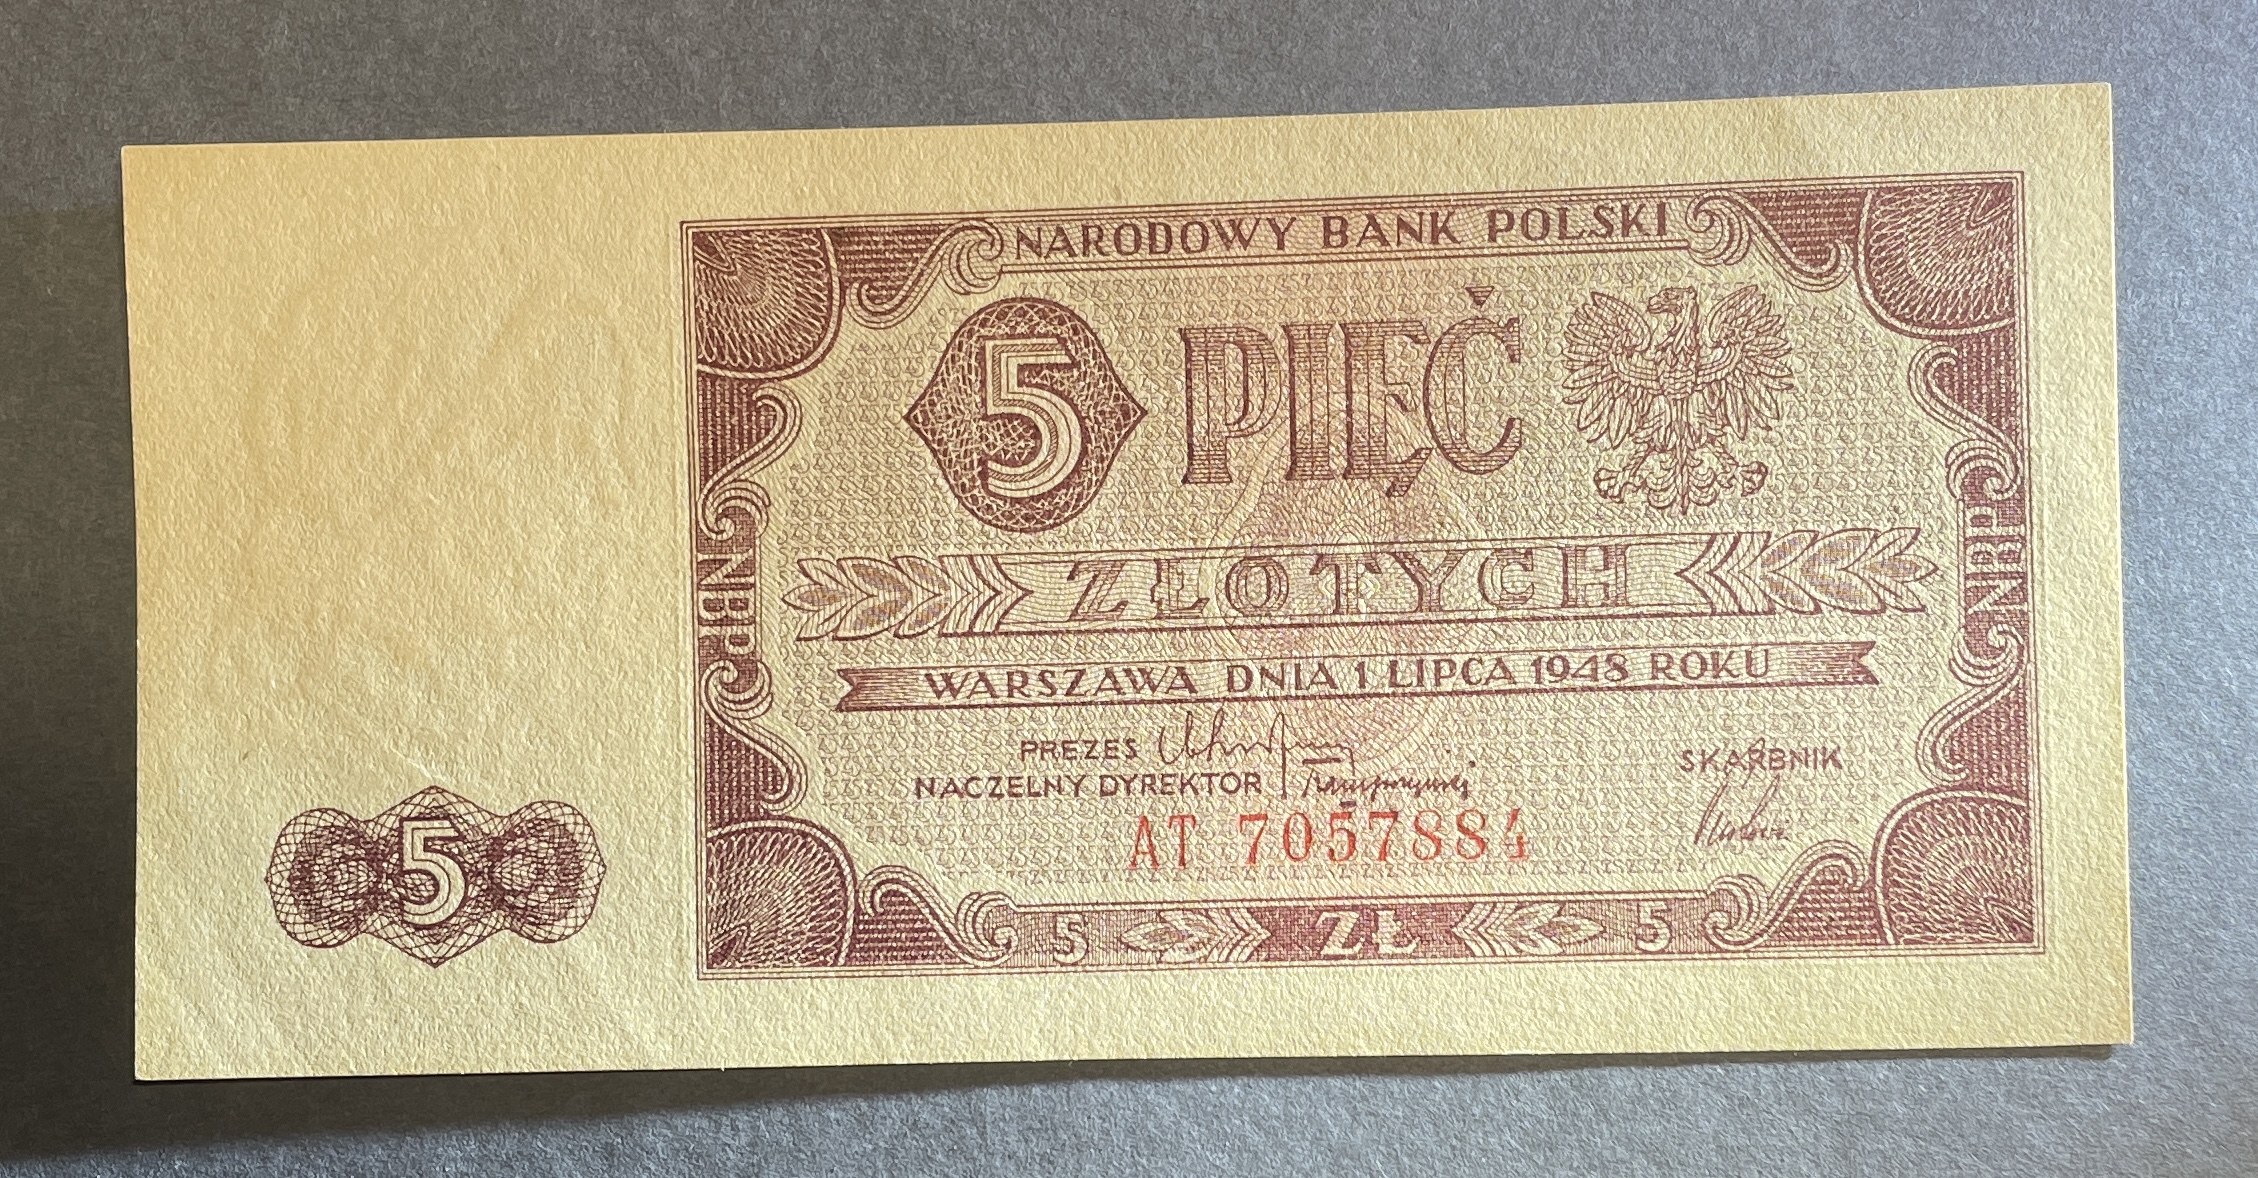 NARODOWY BANK POLSKI
5 PIĘĆ
ZŁOTYCH
WARSZAWA DNIA 1 LIPCA 1948 ROKU
PREZES
NACZELNY DYREKTOR
SKARBNIK
AT 7057884
5 ZŁ 5
NBP
NBP
5